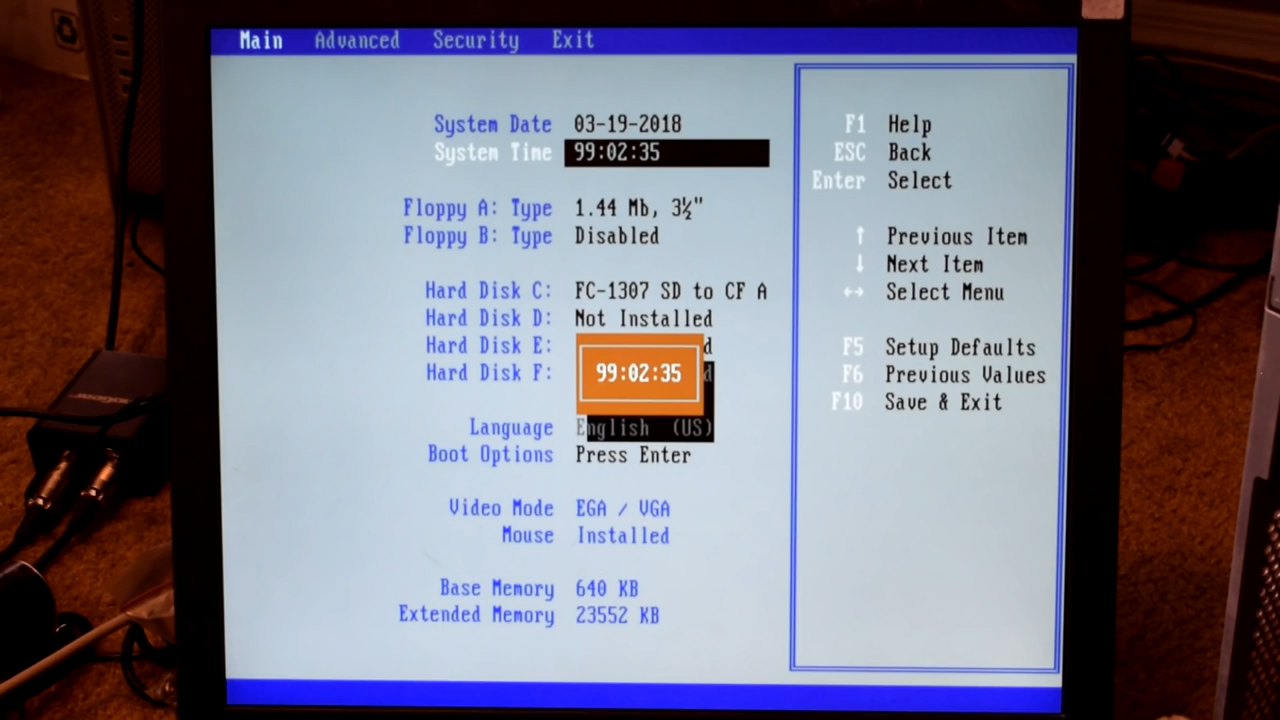 Main Advanced Security Exit
System Date 03-19-2018
System Time 99:02:35
Floppy A: Type 1.44 Mb, 3½"
Floppy B: Type Disabled
Hard Disk C: FC-1307 SD to CF A
Hard Disk D: Not Installed
Hard Disk E: d
Hard Disk F: d
99:02:35
Language English (US)
Boot Options Press Enter
Video Mode EGA / VGA
Mouse Installed
Base Memory 640 KB
Extended Memory 23552 KB
F1 Help
ESC Back
Enter Select
↑ Previous Item
↓ Next Item
↔ Select Menu
F5 Setup Defaults
F6 Previous Values
F10 Save & Exit